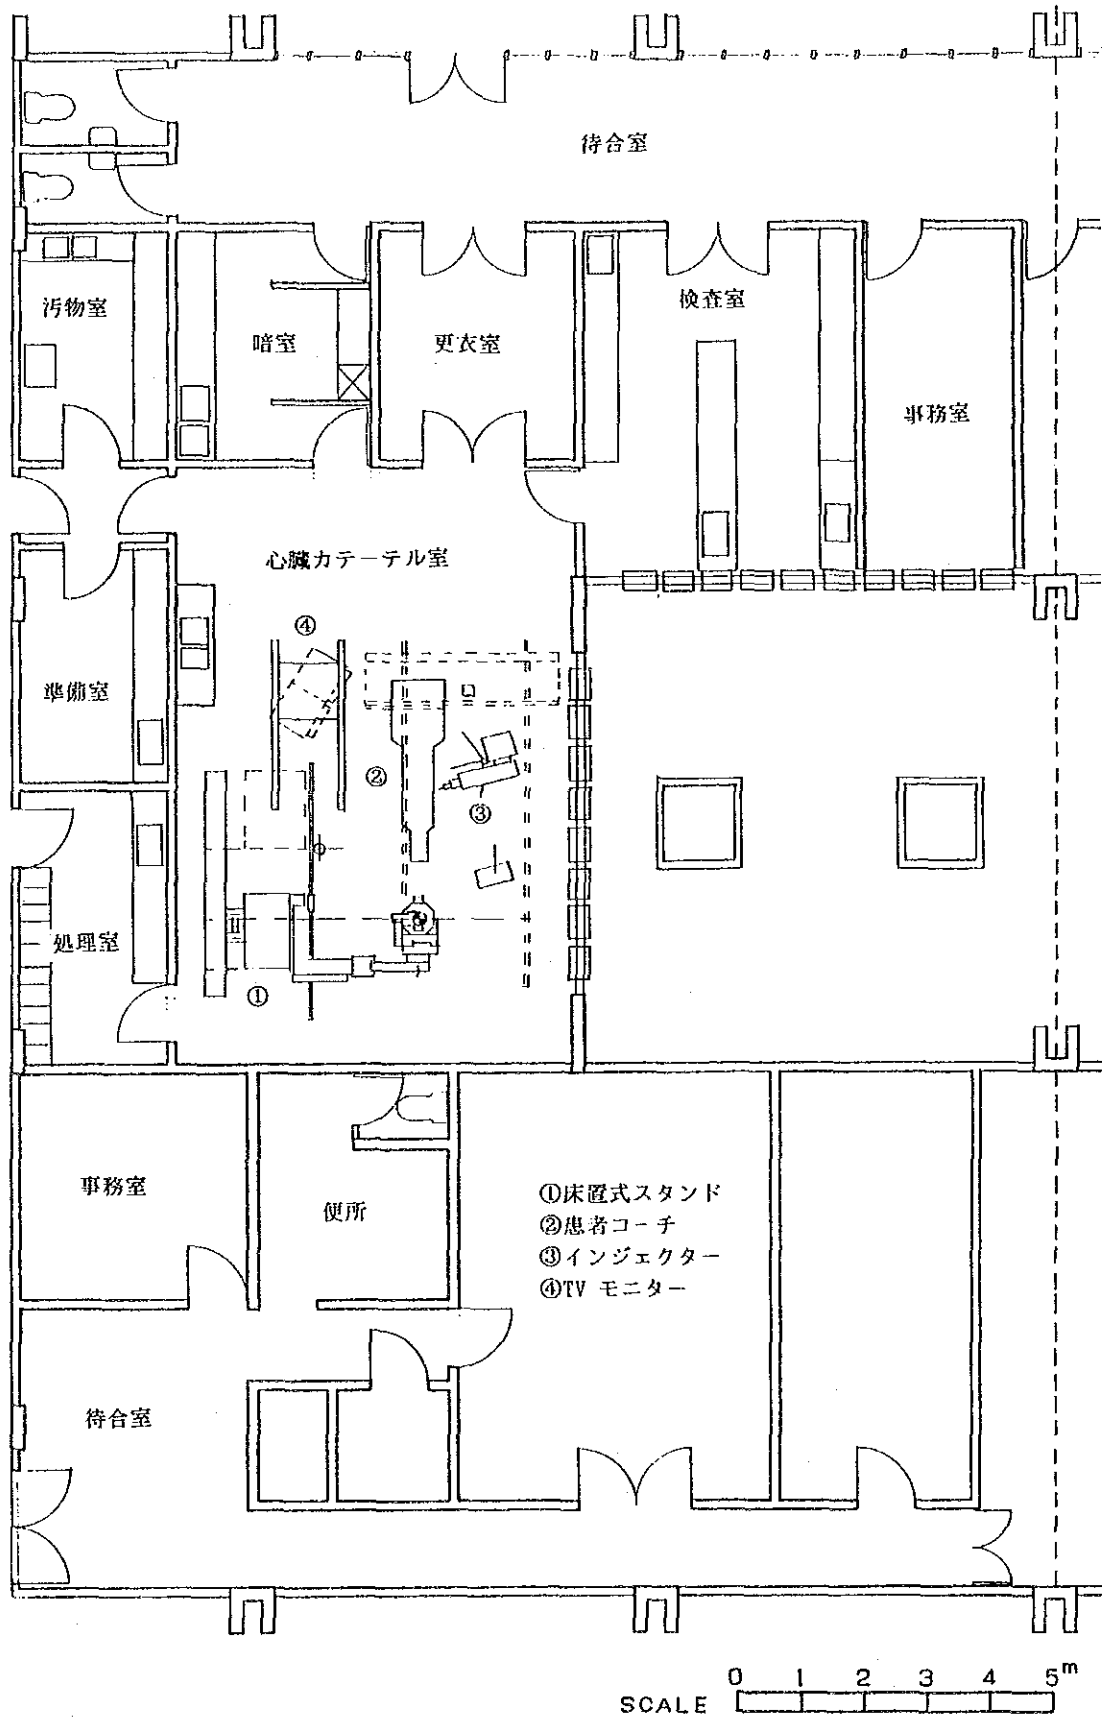 待合室
汚物室
暗室
更衣室
検査室
事務室
心臓カテーテル室
④
準備室
②
③
処理室
①
事務室
便所
①床置式スタンド
②患者コーチ
③インジェクター
④TV モニター
待合室
0 1 2 3 4 5m
SCALE